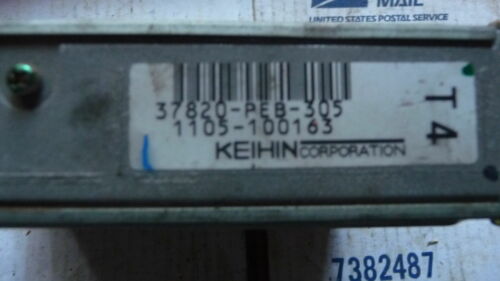 MAIL
UNITED STATES POSTAL SERVICE
37820-PEB-305
1105-100163
KEIHIN CORPORATION
T4
7382487